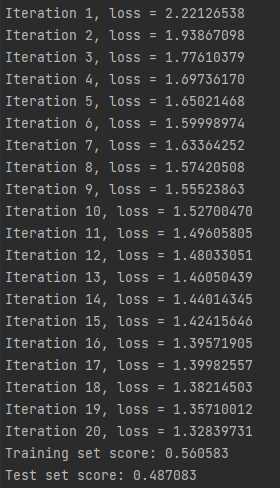 Iteration 1, loss = 2.22126538
Iteration 2, loss = 1.93867098
Iteration 3, loss = 1.77610379
Iteration 4, loss = 1.69736170
Iteration 5, loss = 1.65021468
Iteration 6, loss = 1.59998974
Iteration 7, loss = 1.63364252
Iteration 8, loss = 1.57420508
Iteration 9, loss = 1.55523863
Iteration 10, loss = 1.52700470
Iteration 11, loss = 1.49605805
Iteration 12, loss = 1.48033051
Iteration 13, loss = 1.46050439
Iteration 14, loss = 1.44014345
Iteration 15, loss = 1.42415646
Iteration 16, loss = 1.39571905
Iteration 17, loss = 1.39982557
Iteration 18, loss = 1.38214503
Iteration 19, loss = 1.35710012
Iteration 20, loss = 1.32839731
Training set score: 0.560583
Test set score: 0.487083